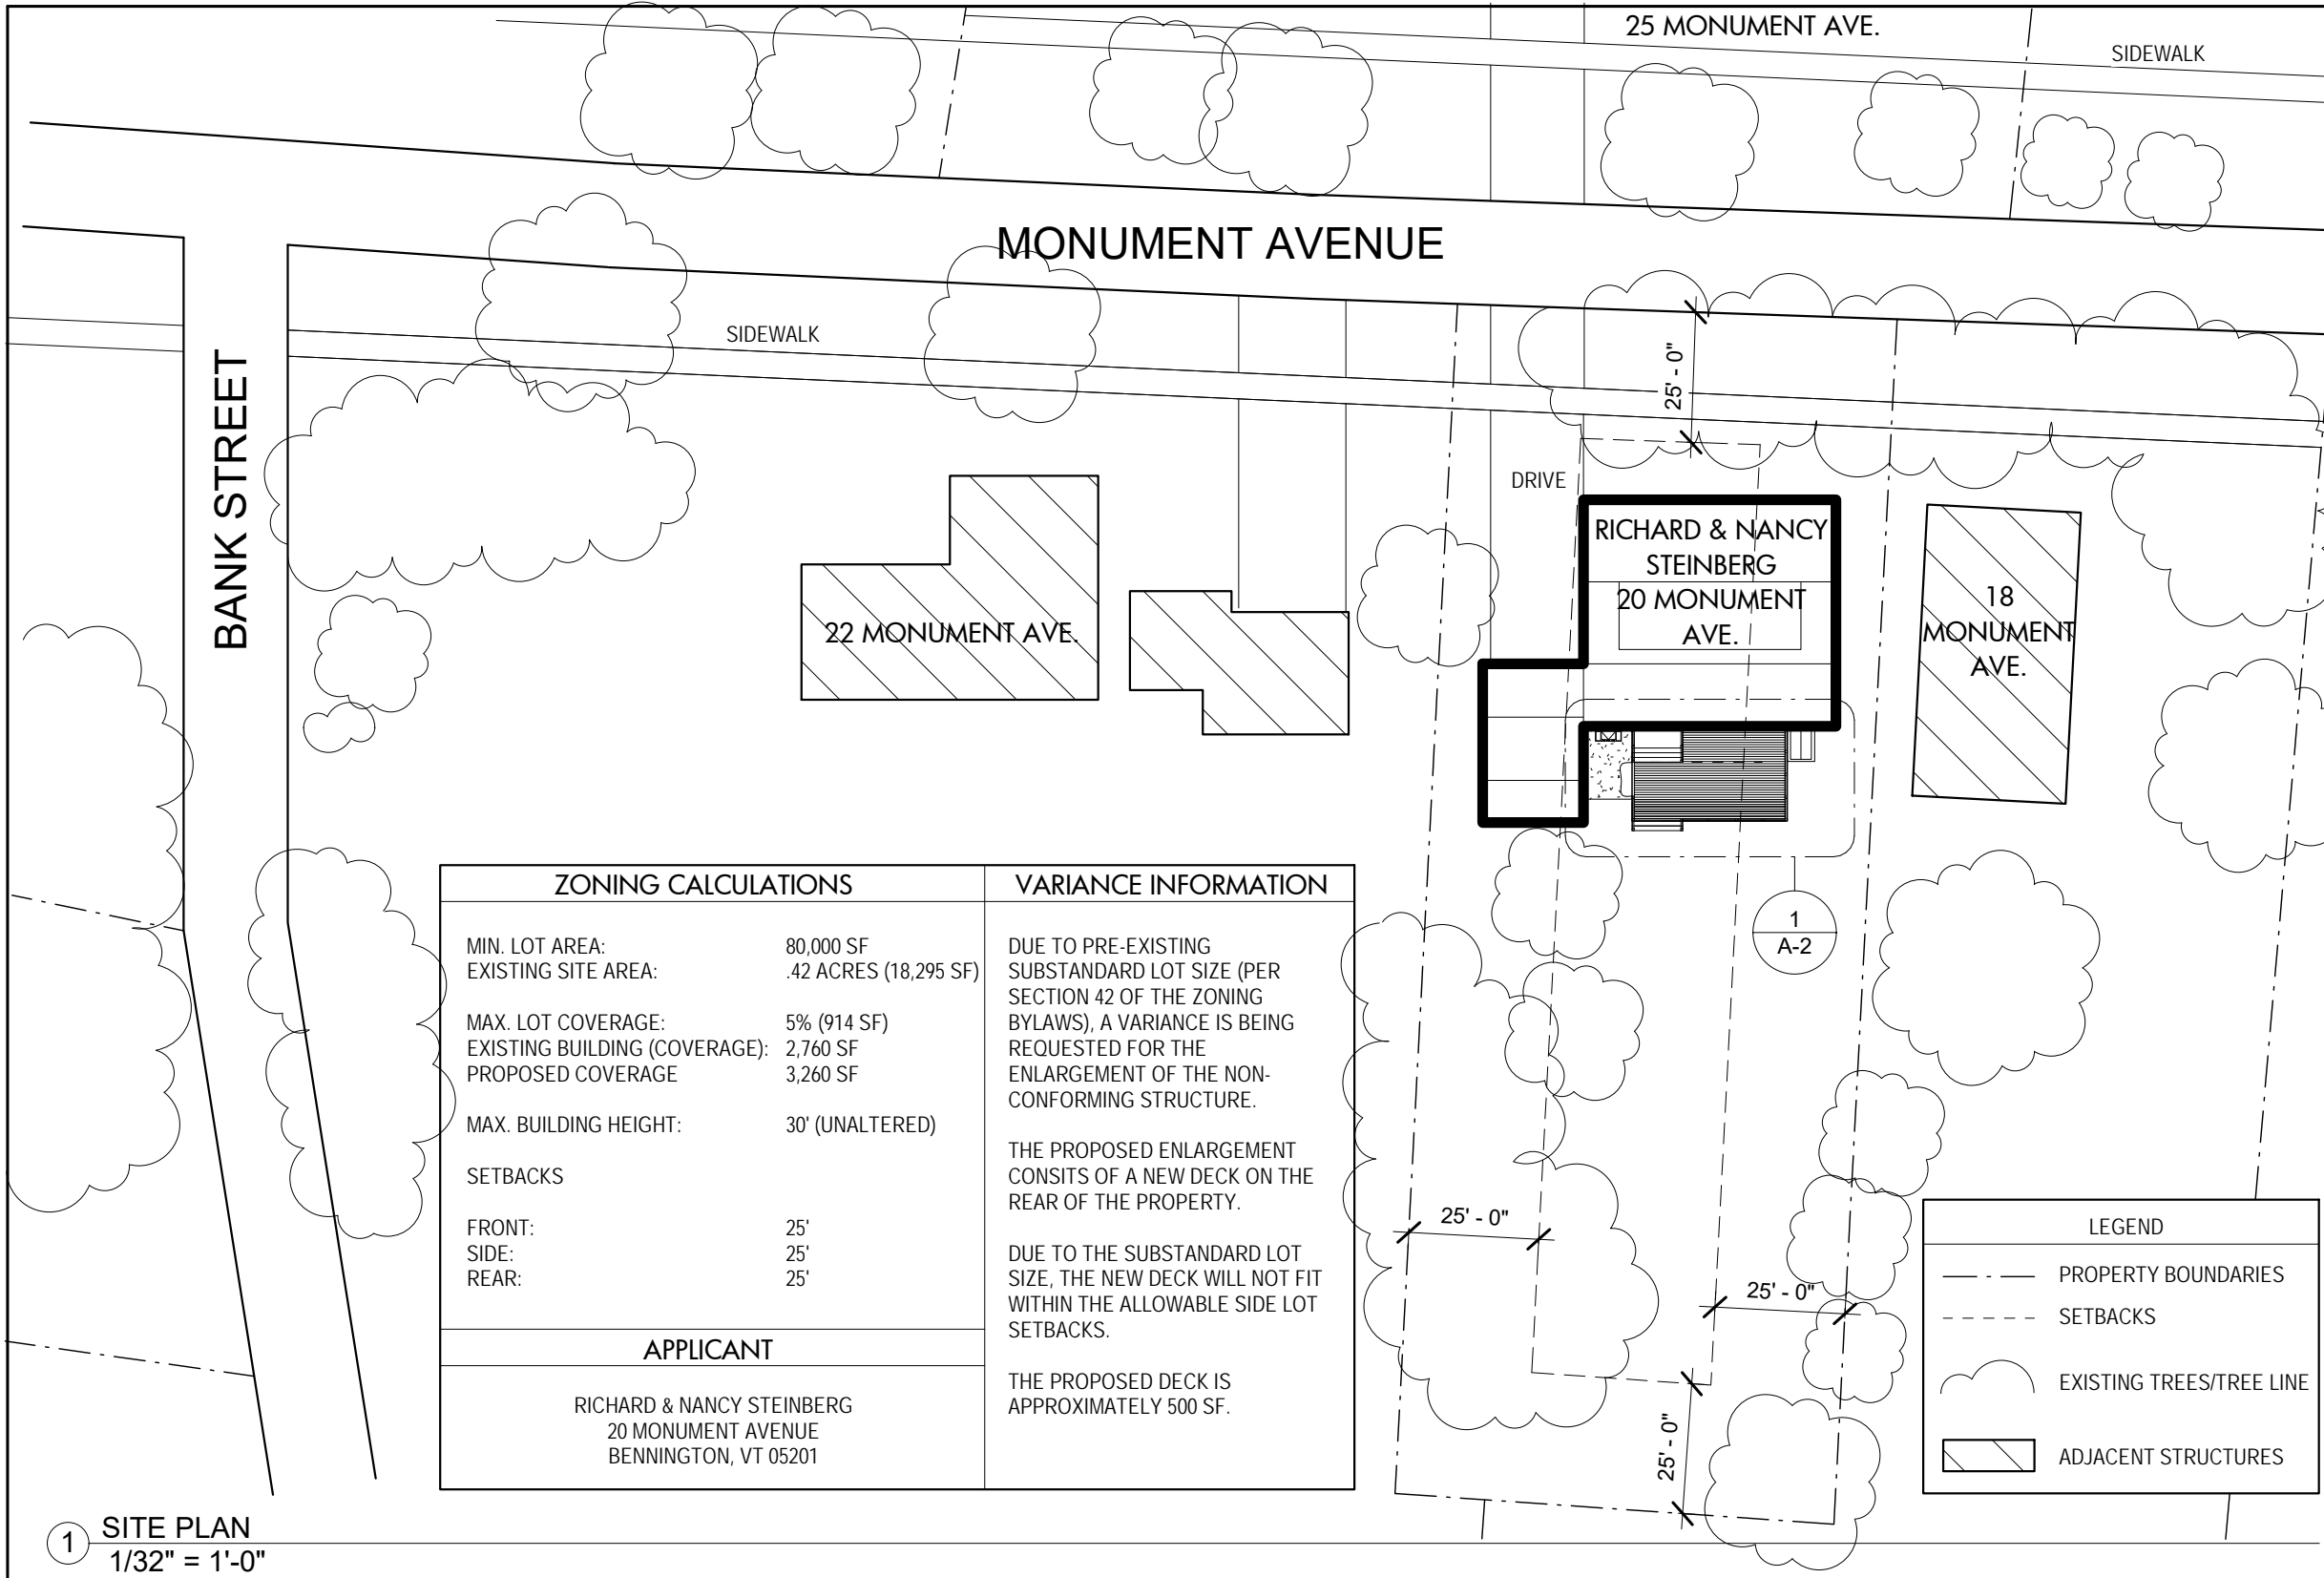 25 MONUMENT AVE.
SIDEWALK
MONUMENT AVENUE
SIDEWALK
BANK STREET
25' - 0"
DRIVE
RICHARD & NANCY
STEINBERG
20 MONUMENT
AVE.
22 MONUMENT AVE.
18
MONUMENT
AVE.
1
A-2
ZONING CALCULATIONS
MIN. LOT AREA: 80,000 SF
EXISTING SITE AREA: .42 ACRES (18,295 SF)
MAX. LOT COVERAGE: 5% (914 SF)
EXISTING BUILDING (COVERAGE): 2,760 SF
PROPOSED COVERAGE 3,260 SF
MAX. BUILDING HEIGHT: 30' (UNALTERED)
SETBACKS
FRONT: 25'
SIDE: 25'
REAR: 25'
APPLICANT
RICHARD & NANCY STEINBERG
20 MONUMENT AVENUE
BENNINGTON, VT 05201
VARIANCE INFORMATION
DUE TO PRE-EXISTING
SUBSTANDARD LOT SIZE (PER
SECTION 42 OF THE ZONING
BYLAWS), A VARIANCE IS BEING
REQUESTED FOR THE
ENLARGEMENT OF THE NON-
CONFORMING STRUCTURE.
THE PROPOSED ENLARGEMENT
CONSITS OF A NEW DECK ON THE
REAR OF THE PROPERTY.
DUE TO THE SUBSTANDARD LOT
SIZE, THE NEW DECK WILL NOT FIT
WITHIN THE ALLOWABLE SIDE LOT
SETBACKS.
THE PROPOSED DECK IS
APPROXIMATELY 500 SF.
25' - 0"
25' - 0"
25' - 0"
LEGEND
PROPERTY BOUNDARIES
SETBACKS
EXISTING TREES/TREE LINE
ADJACENT STRUCTURES
1
SITE PLAN
1/32" = 1'-0"